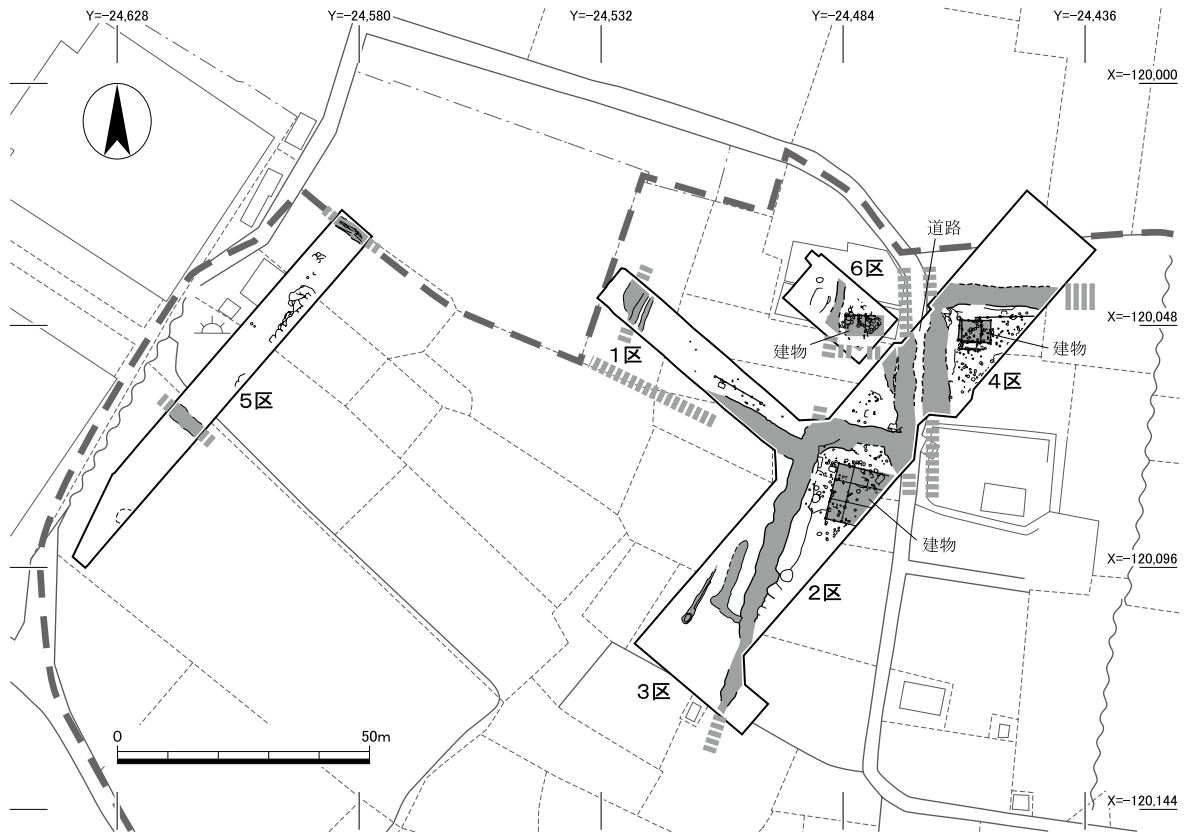 Y=-24,628
Y=-24,580
Y=-24,532
Y=-24,484
Y=-24,436
X=-120,000
道路
6区
X=-120,048
建物
建物
1区
4区
5区
建物
X=-120,096
2区
3区
0
50m
X=-120,144